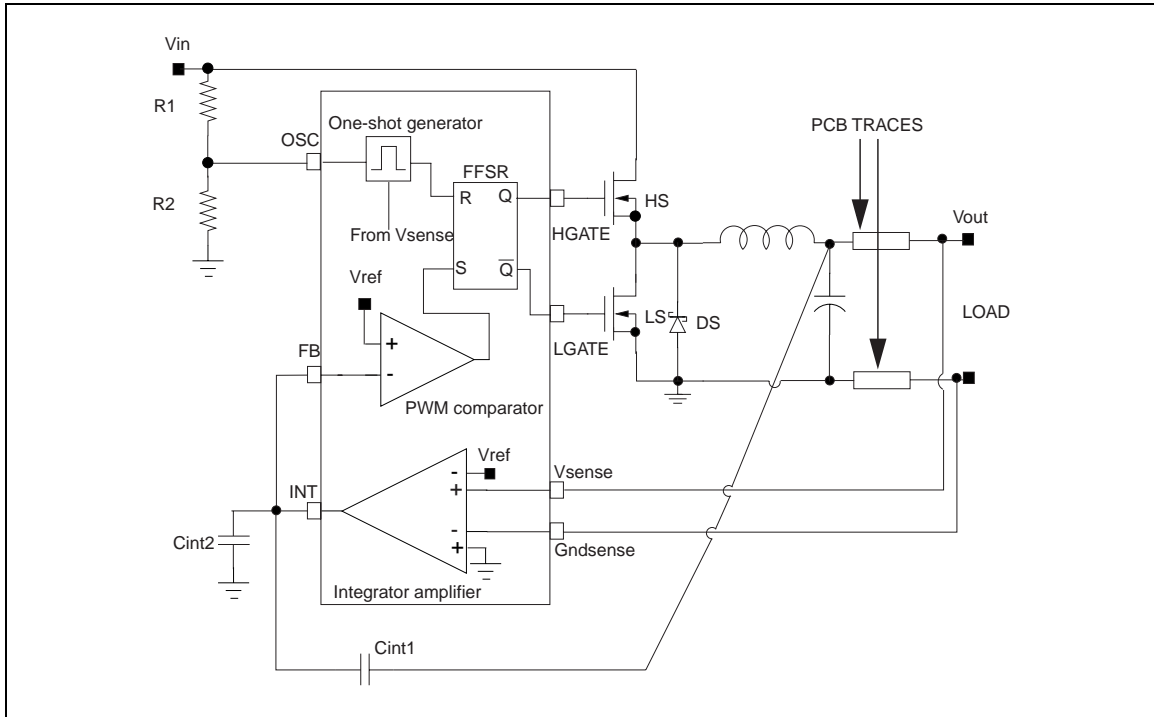 Vin
R1
PCB TRACES
One-shot generator
OSC
FFSR
R
Q
HS
R2
Vout
From Vsense
HGATE
S
Q
Vref
LS
DS
LOAD
+
LGATE
FB
-
PWM comparator
Vref
-
Vsense
INT
+
-
Cint2
+
Gndsense
Integrator amplifier
Cint1